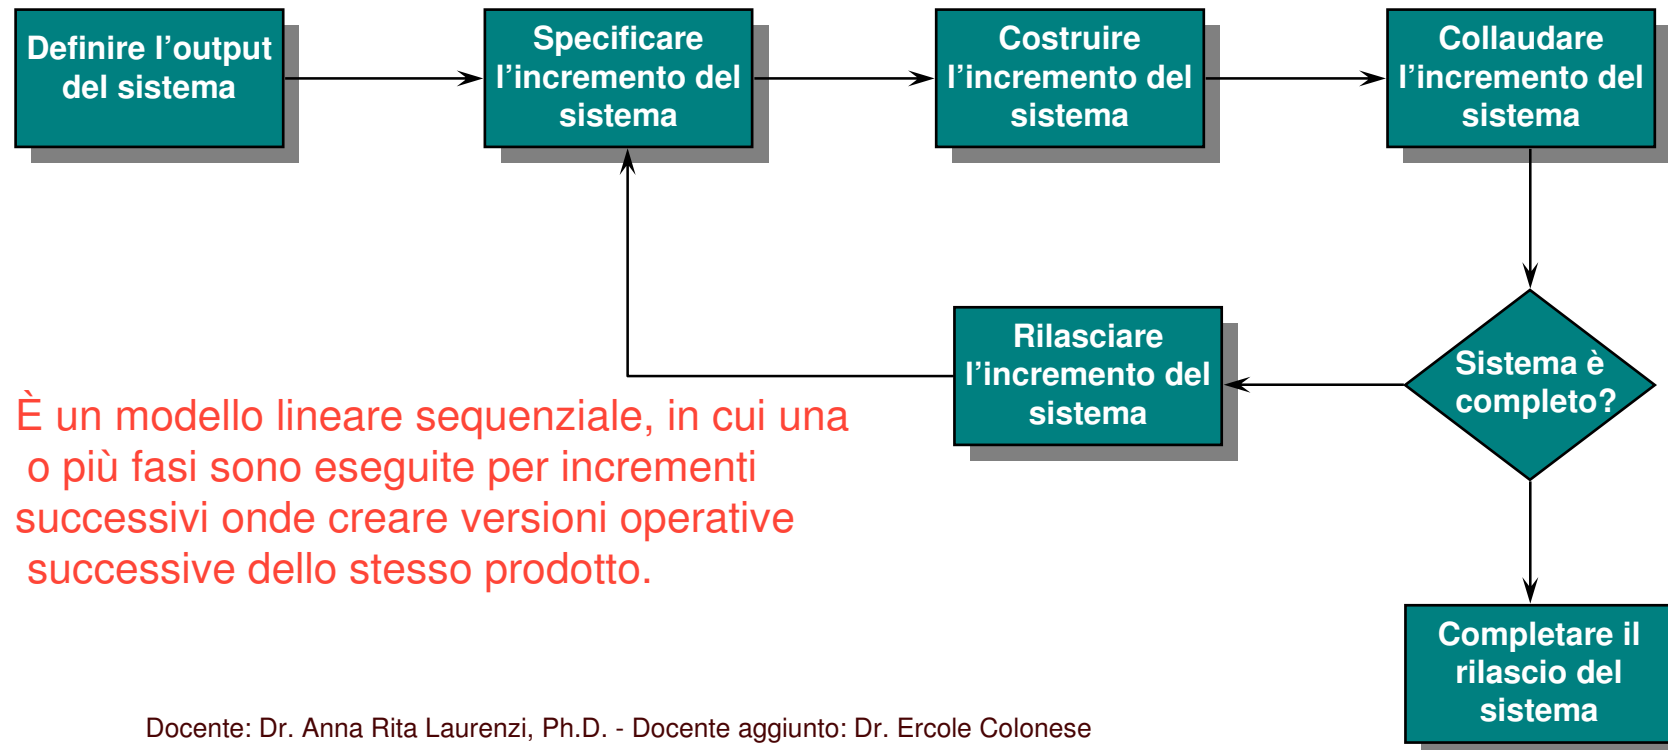 Definire l’output
del sistema
Specificare
l’incremento del
sistema
Costruire
l’incremento del
sistema
Collaudare
l’incremento del
sistema
Sistema è
completo?
Rilasciare
l’incremento del
sistema
È un modello lineare sequenziale, in cui una
o più fasi sono eseguite per incrementi
successivi onde creare versioni operative
successive dello stesso prodotto.
Completare il
rilascio del
sistema
Docente: Dr. Anna Rita Laurenzi, Ph.D. - Docente aggiunto: Dr. Ercole Colonese